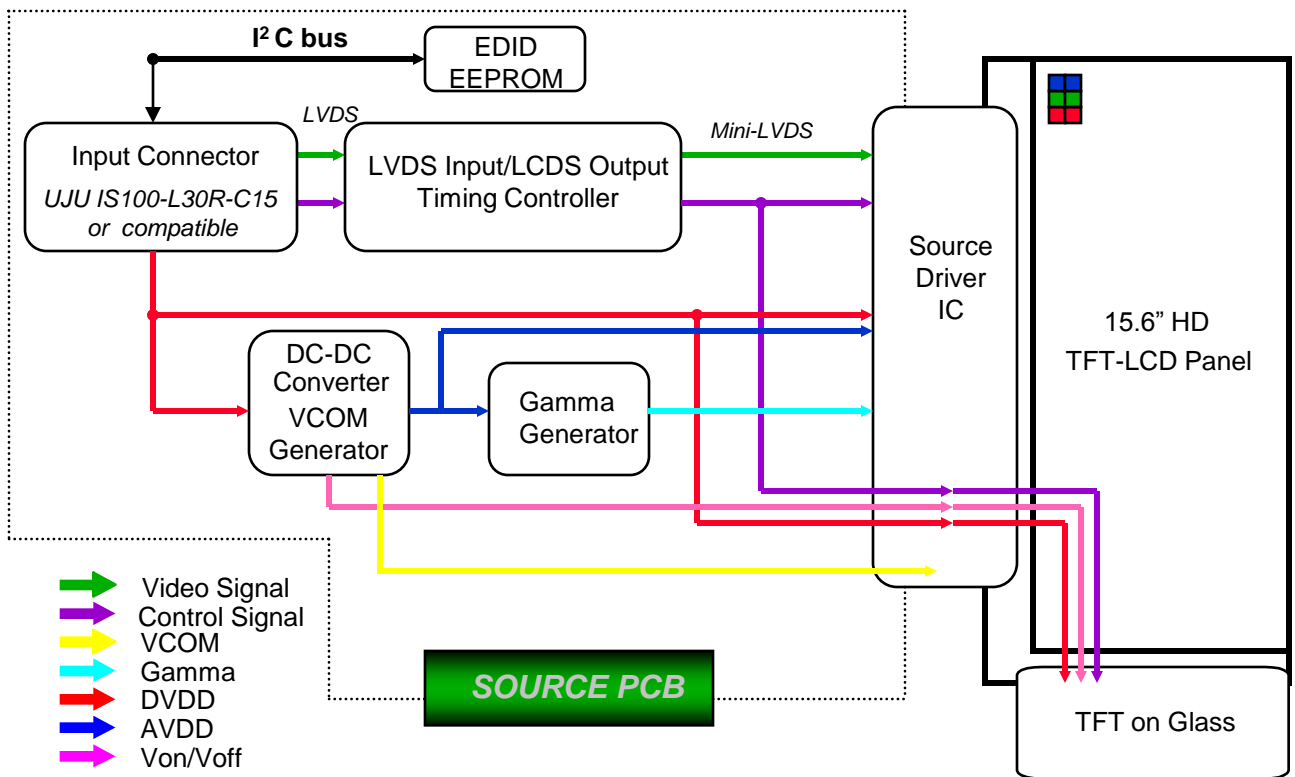 I² C bus
EDID
EEPROM
LVDS
Mini-LVDS
Input Connector
UJU IS100-L30R-C15
or compatible
LVDS Input/LCDS Output
Timing Controller
Source
Driver
IC
15.6” HD
TFT-LCD Panel
DC-DC
Converter
VCOM
Generator
Gamma
Generator
Video Signal
Control Signal
VCOM
Gamma
DVDD
AVDD
Von/Voff
SOURCE PCB
TFT on Glass